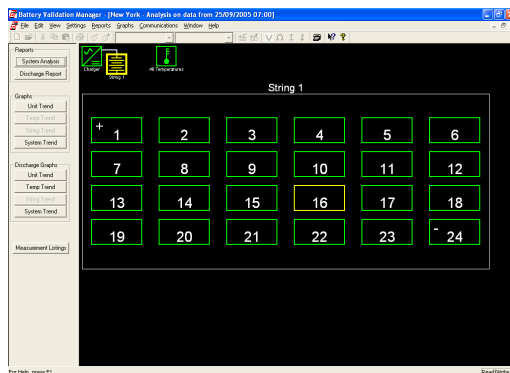 Battery Validation Manager - [New York - Analysis on data from 25/09/2005 07:00]
File Edit View Settings Reports Graphs Communications Window Help
Reports
System Analysis
Discharge Report
Charger
String 1
All Temperatures
String 1
Graphs
Unit Trend
Temp Trend
String Trend
System Trend
Discharge Graphs
Unit Trend
Temp Trend
String Trend
System Trend
Measurement Listings
+ 1 2 3 4 5 6
7 8 9 10 11 12
13 14 15 16 17 18
19 20 21 22 23 - 24
For Help, press F1
Read/Write